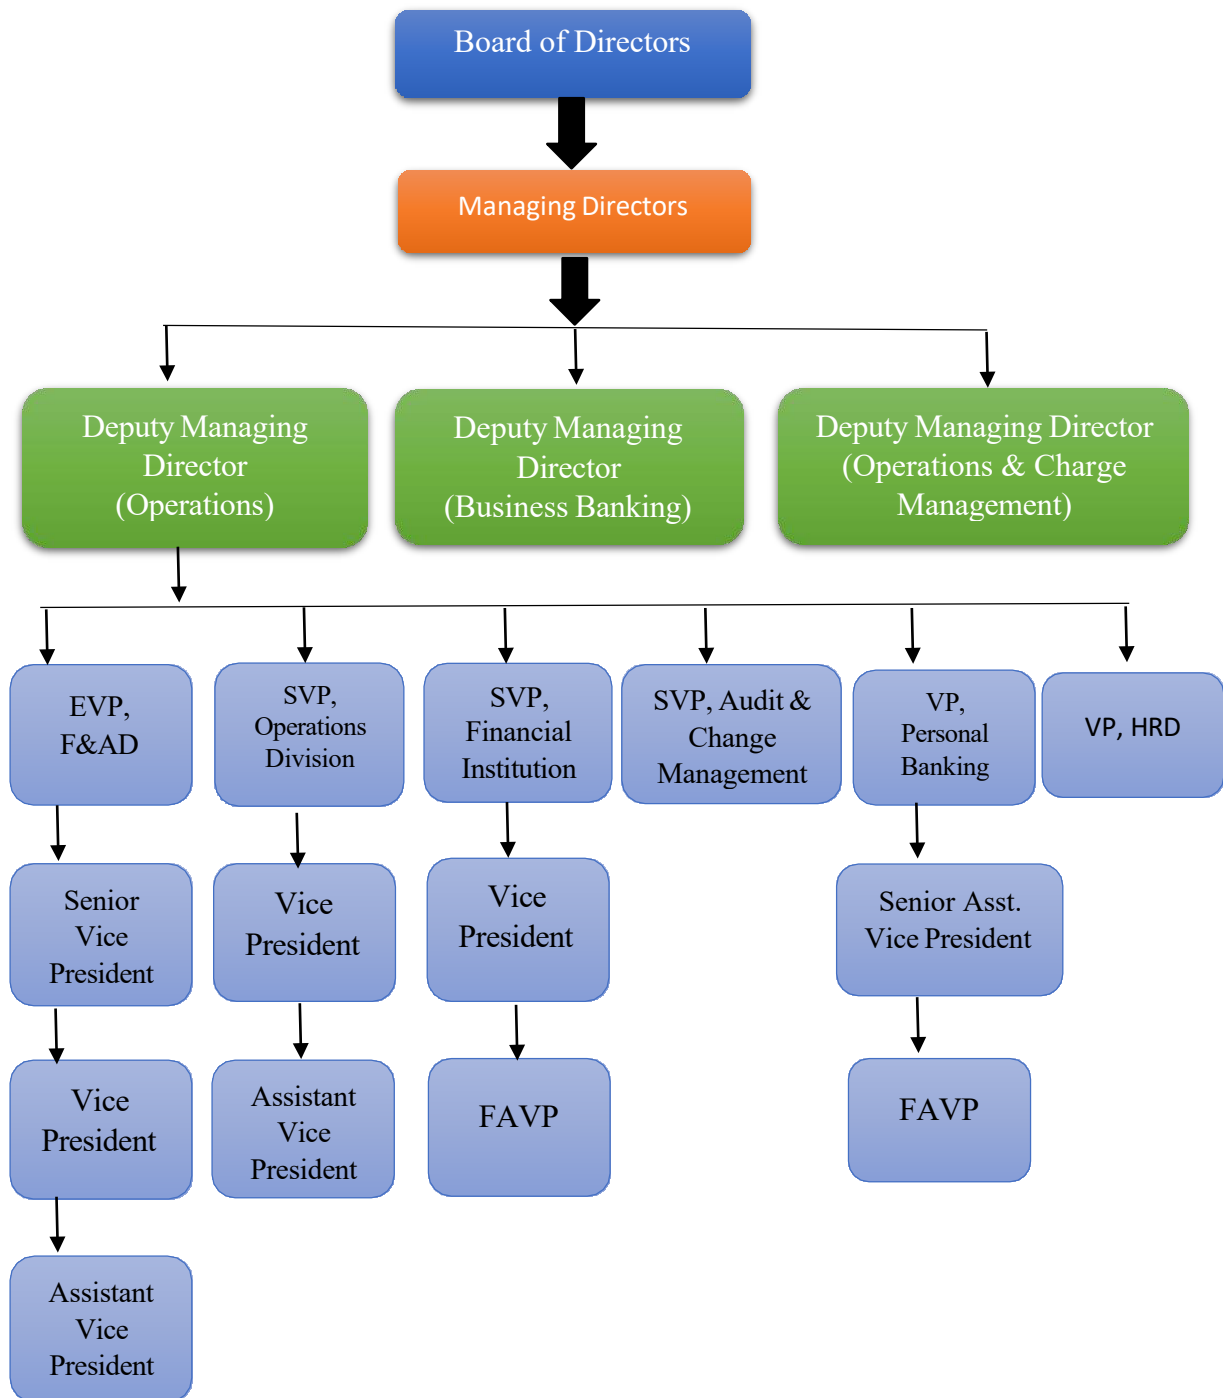 Board of Directors
Managing Directors
Deputy Managing
Director
(Operations)
Deputy Managing
Director
(Business Banking)
Deputy Managing Director
(Operations & Charge
Management)
EVP,
F&AD
SVP,
Operations
Division
SVP,
Financial
Institution
SVP, Audit &
Change
Management
VP,
Personal
Banking
VP, HRD
Senior
Vice
President
Vice
President
Vice
President
Senior Asst.
Vice President
Vice
President
Assistant
Vice
President
FAVP
FAVP
Assistant
Vice
President